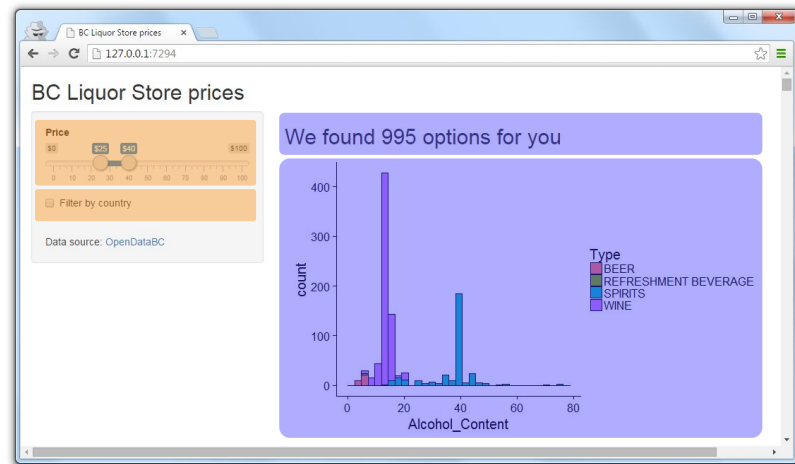 BC Liquor Store prices
127.0.0.1:7294
BC Liquor Store prices
Price
$0 $25 $40 $100
0 10 20 30 40 50 60 70 80 90 100
Filter by country
Data source: OpenDataBC
We found 995 options for you
400
300
200
100
0
count
0 20 40 60 80
Alcohol_Content
Type
BEER
REFRESHMENT BEVERAGE
SPIRITS
WINE